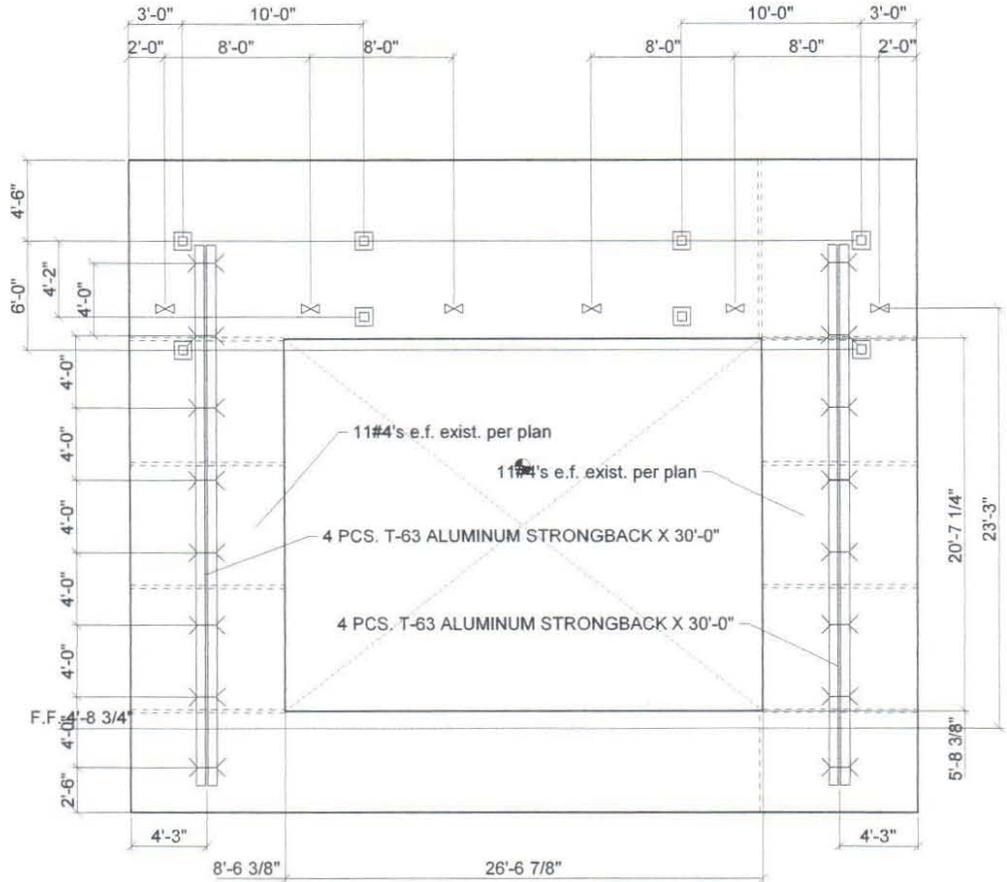 3'-0" 10'-0" 10'-0" 3'-0"
2'-0" 8'-0" 8'-0" 8'-0" 8'-0" 2'-0"
4'-6"
6'-0"
4'-2"
4'-0"
4'-0"
4'-0"
4'-0"
4'-0"
4'-0"
4'-0"
2'-6"
11#4's e.f. exist. per plan
11#4's e.f. exist. per plan
4 PCS. T-63 ALUMINUM STRONGBACK X 30'-0"
4 PCS. T-63 ALUMINUM STRONGBACK X 30'-0"
20'-7 1/4"
23'-3"
F.F. 4'-8 3/4"
5'-8 3/8"
4'-3" 4'-3"
8'-6 3/8" 26'-6 7/8"